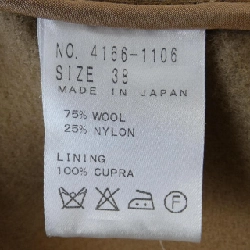 NO. 4166-1106
SIZE 38
MADE IN JAPAN
75% WOOL
25% NYLON
LINING
100% CUPRA